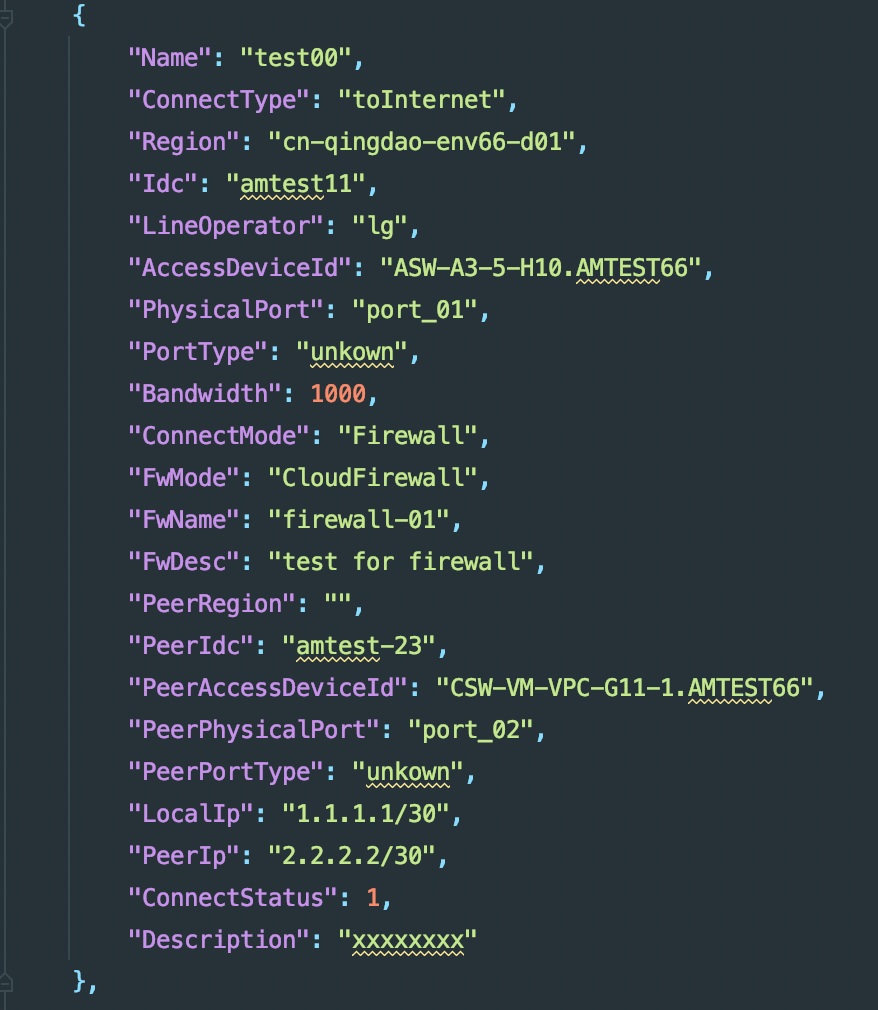 {
"Name": "test00",
"ConnectType": "toInternet",
"Region": "cn-qingdao-env66-d01",
"Idc": "amtest11",
"LineOperator": "lg",
"AccessDeviceId": "ASW-A3-5-H10.AMTEST66",
"PhysicalPort": "port_01",
"PortType": "unkown",
"Bandwidth": 1000,
"ConnectMode": "Firewall",
"FwMode": "CloudFirewall",
"FwName": "firewall-01",
"FwDesc": "test for firewall",
"PeerRegion": "",
"PeerIdc": "amtest-23",
"PeerAccessDeviceId": "CSW-VM-VPC-G11-1.AMTEST66",
"PeerPhysicalPort": "port_02",
"PeerPortType": "unkown",
"LocalIp": "1.1.1.1/30",
"PeerIp": "2.2.2.2/30",
"ConnectStatus": 1,
"Description": "xxxxxxxx"
},